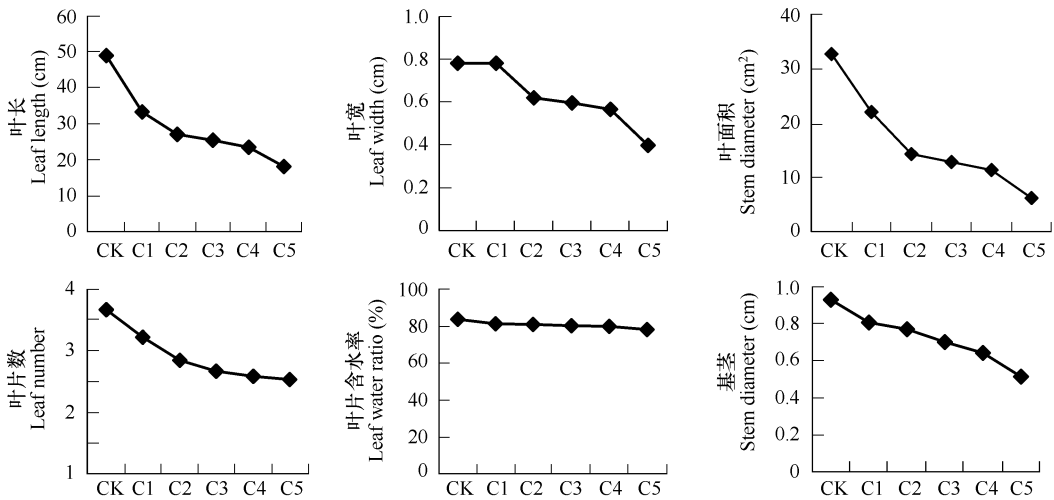 叶长
Leaf length (cm)
60
50
40
30
20
10
0
CK C1 C2 C3 C4 C5
叶宽
Leaf width (cm)
1.0
0.8
0.6
0.4
0.2
0
CK C1 C2 C3 C4 C5
叶面积
Stem diameter (cm²)
40
30
20
10
0
CK C1 C2 C3 C4 C5
叶片数
Leaf number
4
3
2
1
CK C1 C2 C3 C4 C5
叶片含水率
Leaf water ratio (%)
100
80
60
40
20
0
CK C1 C2 C3 C4 C5
基茎
Stem diameter (cm)
1.0
0.8
0.6
0.4
0.2
0
CK C1 C2 C3 C4 C5